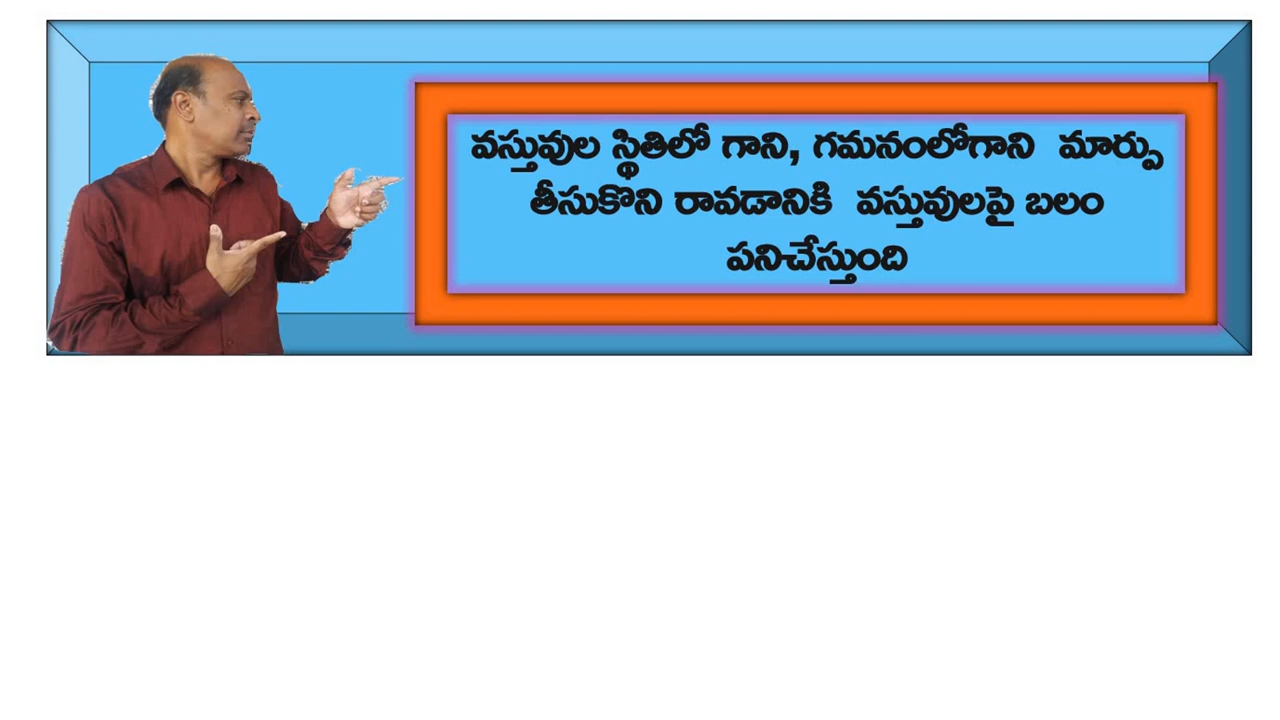 వస్తువుల స్థితిలో గాని, గమనంలోగాని మార్పు
తీసుకొని రావడానికి వస్తువులపై బలం
పనిచేస్తుంది